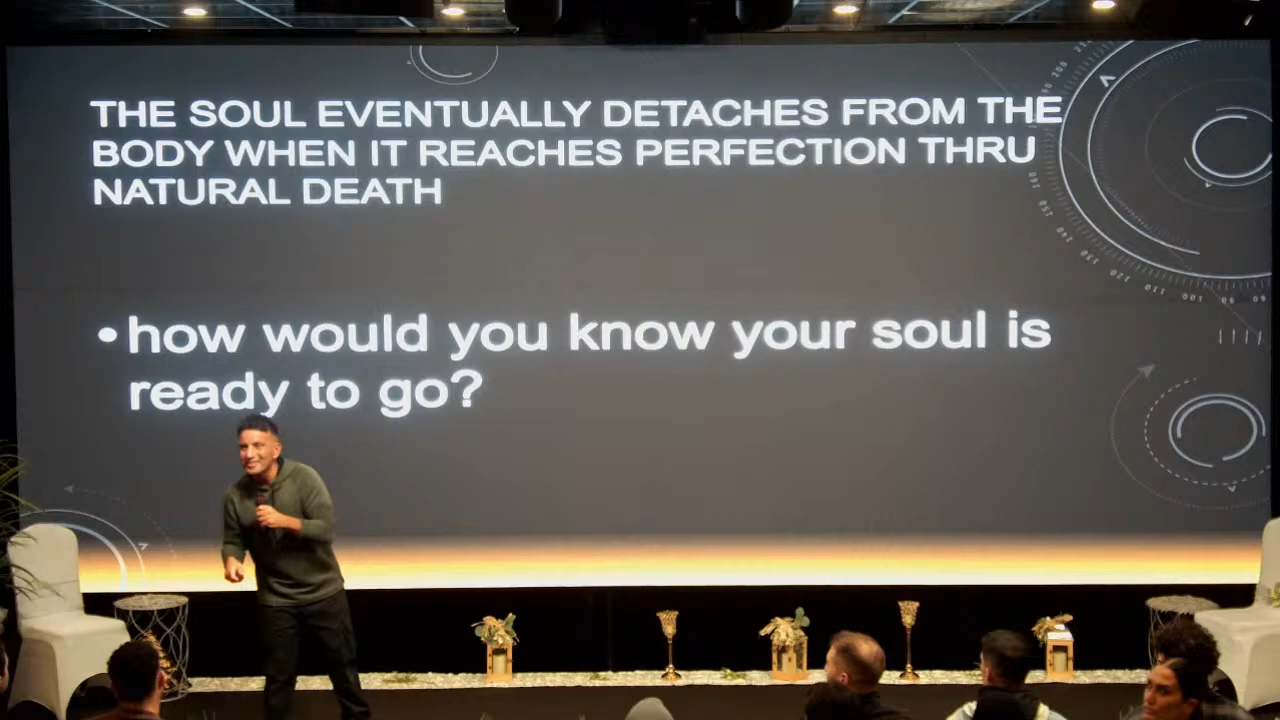 THE SOUL EVENTUALLY DETACHES FROM THE
BODY WHEN IT REACHES PERFECTION THRU
NATURAL DEATH
• how would you know your soul is
ready to go?